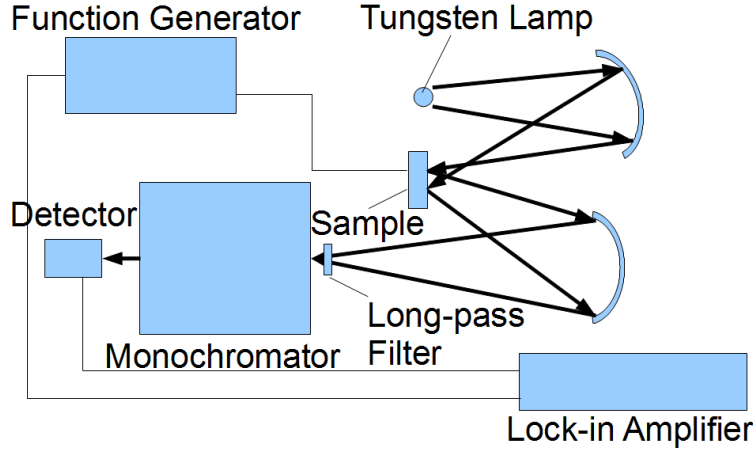 Function Generator
Tungsten Lamp
Detector
Sample
Long-pass
Filter
Monochromator
Lock-in Amplifier